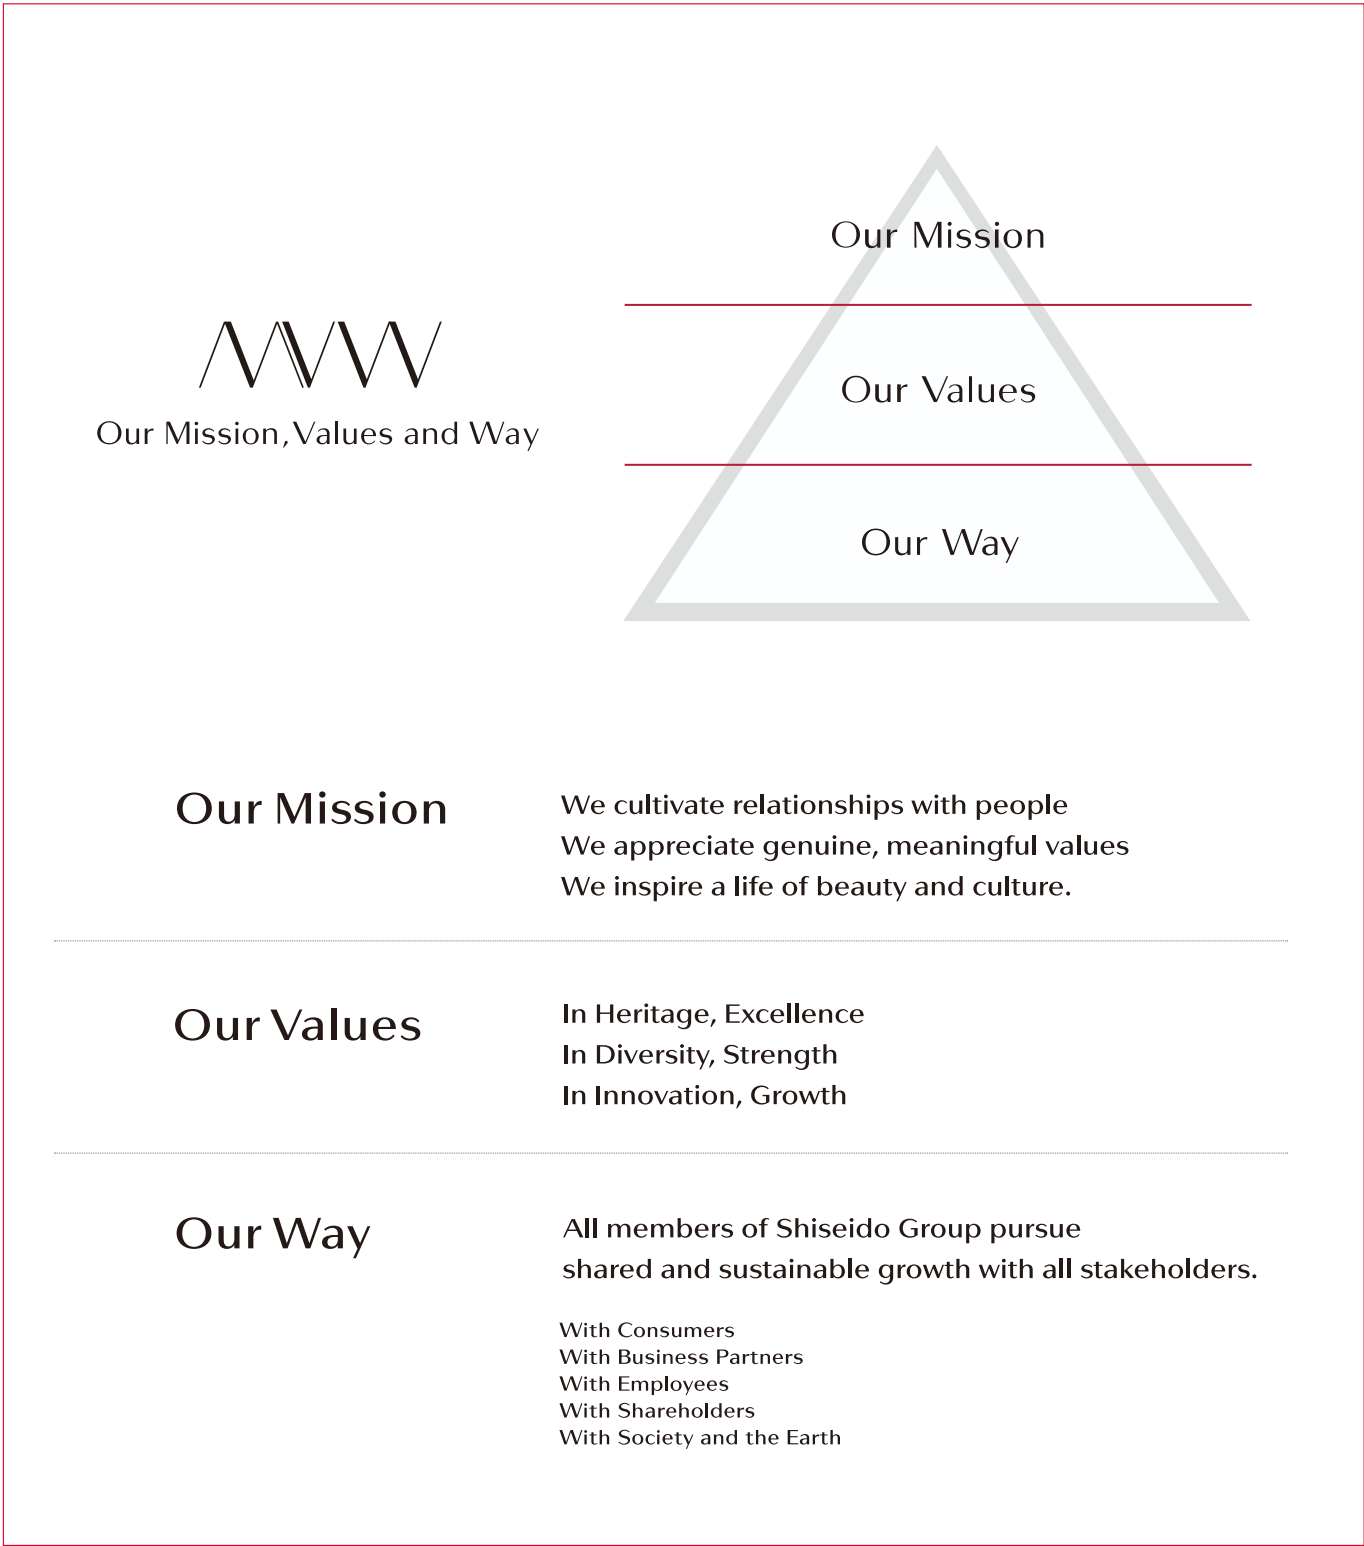 MVW
Our Mission, Values and Way
Our Mission
Our Values
Our Way
Our Mission
We cultivate relationships with people
We appreciate genuine, meaningful values
We inspire a life of beauty and culture.
Our Values
In Heritage, Excellence
In Diversity, Strength
In Innovation, Growth
Our Way
All members of Shiseido Group pursue
shared and sustainable growth with all stakeholders.
With Consumers
With Business Partners
With Employees
With Shareholders
With Society and the Earth